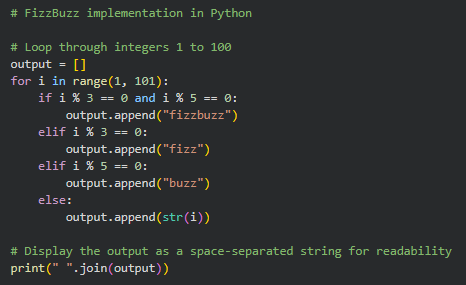 # FizzBuzz implementation in Python

# Loop through integers 1 to 100
output = []
for i in range(1, 101):
    if i % 3 == 0 and i % 5 == 0:
        output.append("fizzbuzz")
    elif i % 3 == 0:
        output.append("fizz")
    elif i % 5 == 0:
        output.append("buzz")
    else:
        output.append(str(i))

# Display the output as a space-separated string for readability
print(" ".join(output))